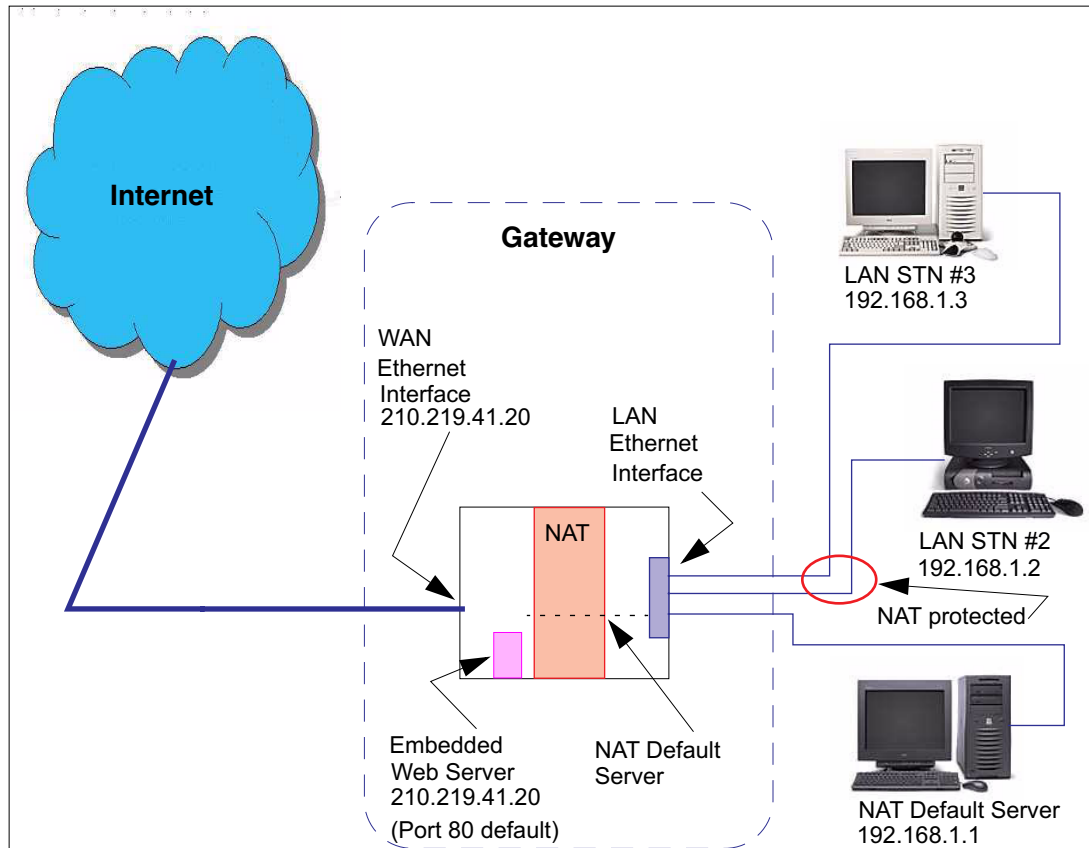 Internet
Gateway
WAN
Ethernet
Interface
210.219.41.20
LAN
Ethernet
Interface
NAT
Embedded
Web Server
210.219.41.20
(Port 80 default)
NAT Default
Server
LAN STN #3
192.168.1.3
LAN STN #2
192.168.1.2
NAT protected
NAT Default Server
192.168.1.1